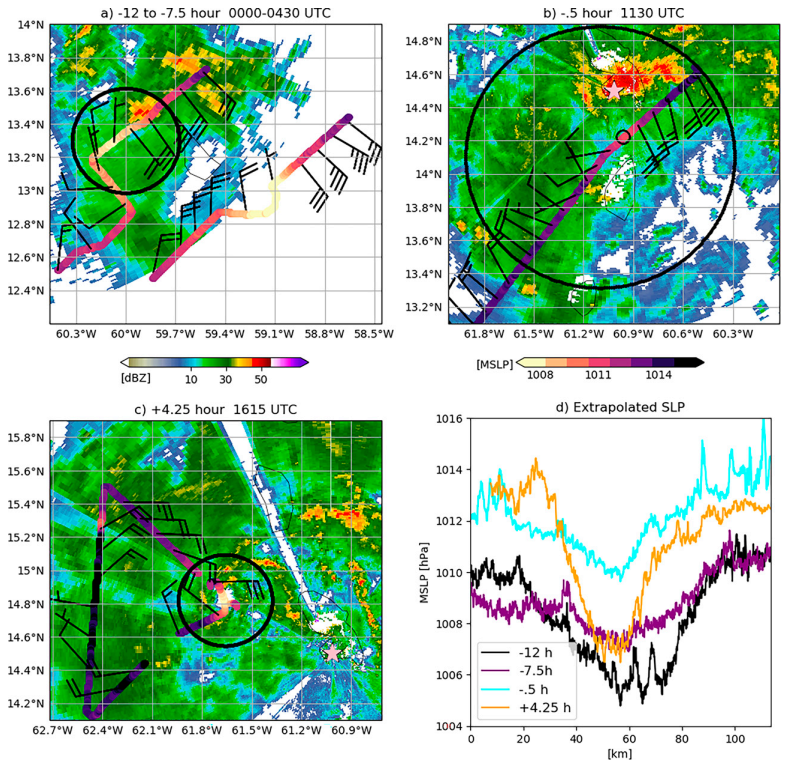 a) -12 to -7.5 hour  0000-0430 UTC
14°N
13.8°N
13.6°N
13.4°N
13.2°N
13°N
12.8°N
12.6°N
12.4°N
60.3°W 60°W 59.7°W 59.4°W 59.1°W 58.8°W 58.5°W
[dBZ] 10 30 50
b) -.5 hour  1130 UTC
14.8°N
14.6°N
14.4°N
14.2°N
14°N
13.8°N
13.6°N
13.4°N
13.2°N
61.8°W 61.5°W 61.2°W 60.9°W 60.6°W 60.3°W
[MSLP] 1008 1011 1014
c) +4.25 hour  1615 UTC
15.8°N
15.6°N
15.4°N
15.2°N
15°N
14.8°N
14.6°N
14.4°N
14.2°N
62.7°W 62.4°W 62.1°W 61.8°W 61.5°W 61.2°W 60.9°W
d) Extrapolated SLP
MSLP [hPa]
1016
1014
1012
1010
1008
1006
1004
-12 h
-7.5h
-.5 h
+4.25 h
0 20 40 60 80 100
[km]